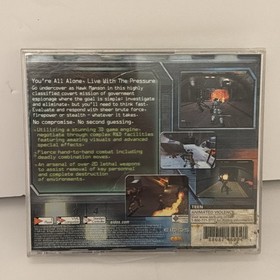 You're All Alone. Live With The Pressure.
Go undercover as Hawk Manson in this highly
classified covert mission of government
espionage where the goal is simple: investigate
and eliminate- but you'll need to think fast.
Evaluate and respond with sheer brute force-
firepower or stealth - whatever it takes.
No compromise. No second guessing.
-Utilizing a stunning 3D game engine-
negotiate through complex R&D facilities
featuring amazing visuals and advanced
special effects!
-Fierce hand-to-hand combat including
deadly combination moves.
-An arsenal of over 20 lethal weapons
to assist removal of key personnel
and complete destruction
of environments.
TEEN
ANIMATED VIOLENCE